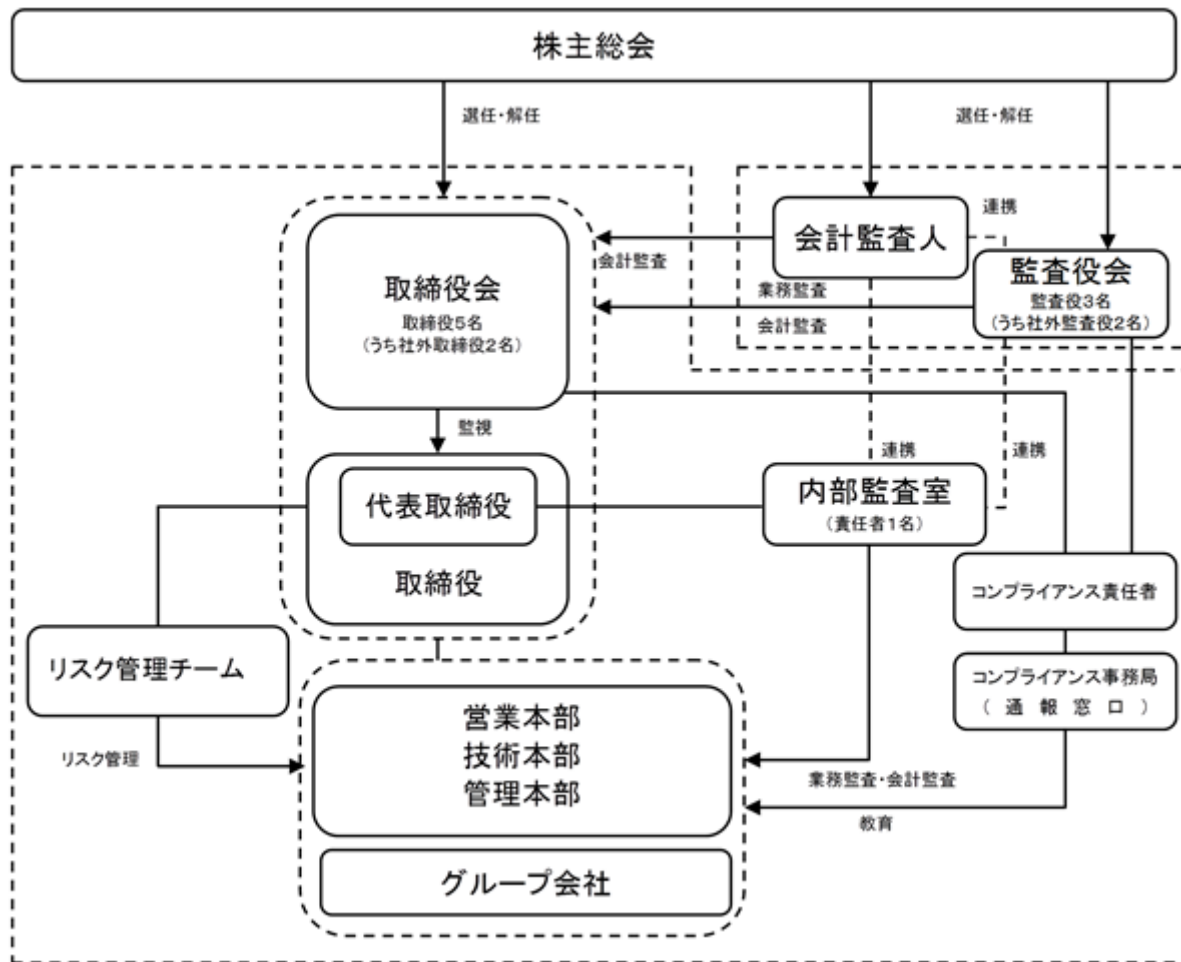 株主総会
選任・解任
選任・解任
会計監査人
連携
会計監査
監査役会
監査役3名
(うち社外監査役2名)
取締役会
取締役5名
(うち社外取締役2名)
業務監査
会計監査
監視
連携
連携
代表取締役
取締役
内部監査室
(責任者1名)
コンプライアンス責任者
リスク管理チーム
コンプライアンス事務局
(通報窓口)
営業本部
技術本部
管理本部
リスク管理
業務監査・会計監査
教育
グループ会社